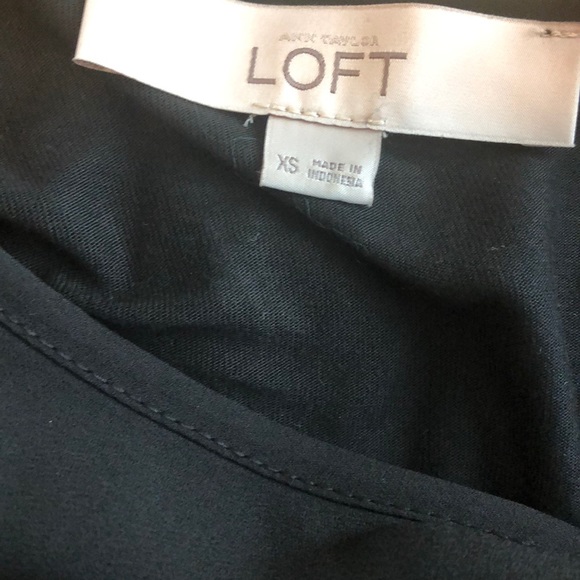 ANN TAYLOR
LOFT
XS
MADE IN
INDONESIA